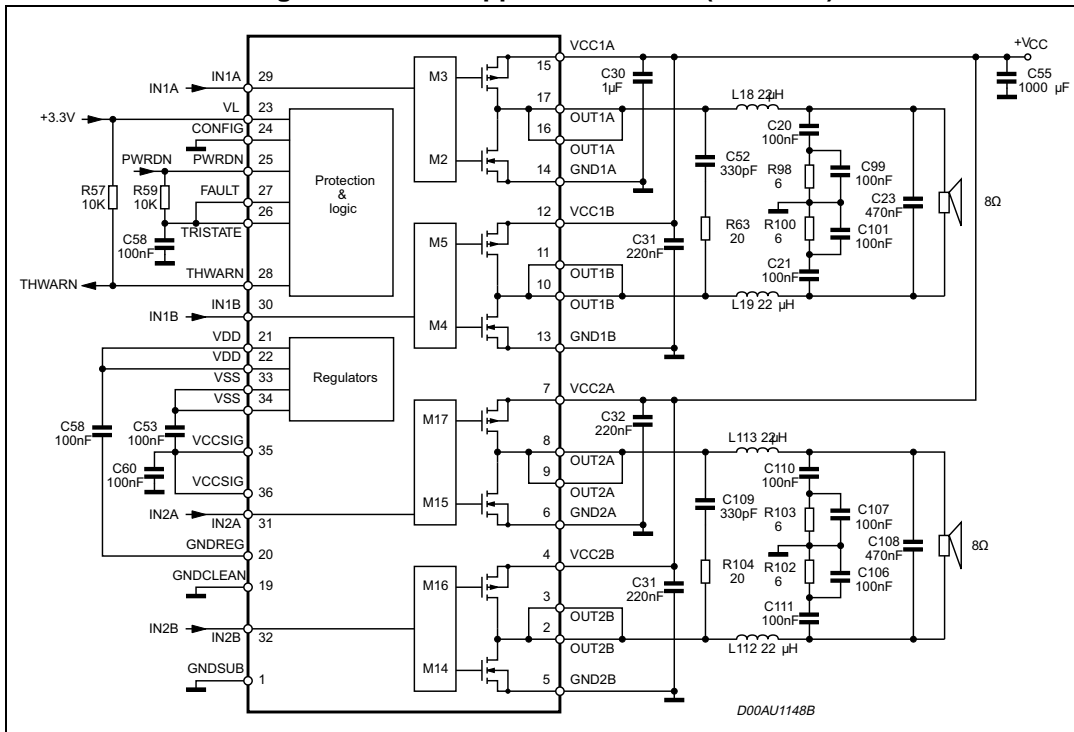 VCC1A
+VCC
15
M3
IN1A
29
IN1A
C30
1µF
C55
1000 µF
VL
23
17
L18 22µH
+3.3V
CONFIG
24
16
OUT1A
C20
100nF
PWRDN
PWRDN
25
M2
OUT1A
C52
330pF
C99
100nF
R57
10K
R59
10K
FAULT
27
Protection
&
logic
14
GND1A
R98
6
C23
470nF
8Ω
26
12
VCC1B
C58
100nF
TRISTATE
M5
R63
20
R100
6
C101
100nF
11
C31
220nF
THWARN
THWARN
28
OUT1B
C21
100nF
10
IN1B
IN1B
30
M4
OUT1B
L19 22 µH
13
GND1B
VDD
21
VDD
22
Regulators
VSS
33
7
VCC2A
VSS
34
C58
100nF
C53
100nF
M17
C32
220nF
L113 22µH
VCCSIG
35
8
C60
100nF
OUT2A
C110
100nF
9
VCCSIG
36
OUT2A
C109
330pF
C107
100nF
M15
IN2A
IN2A
31
6
GND2A
R103
6
C108
470nF
8Ω
GNDREG
20
4
VCC2B
R104
20
R102
6
C106
100nF
GNDCLEAN
19
M16
C31
220nF
3
OUT2B
C111
100nF
IN2B
IN2B
32
2
OUT2B
L112 22 µH
M14
GNDSUB
1
5
GND2B
D00AU1148B